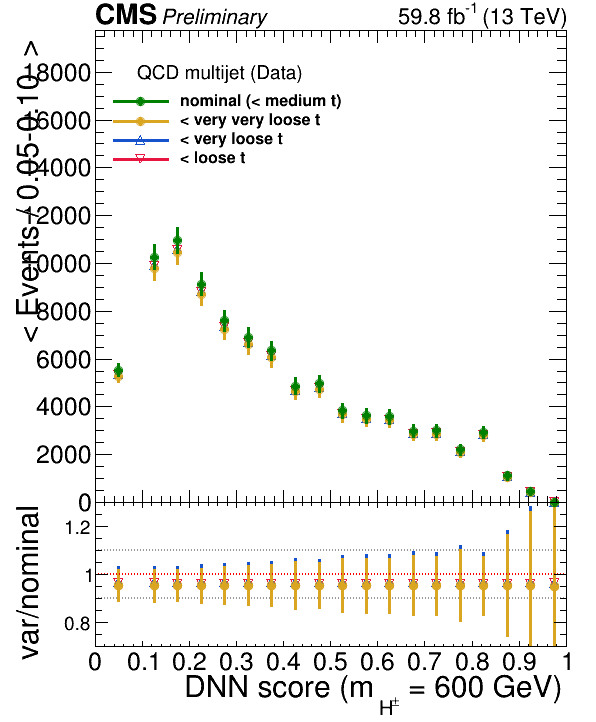 CMS Preliminary 59.8 fb⁻¹ (13 TeV)
< Events / 0.05-0.10 >
QCD multijet (Data)
nominal (< medium t)
< very very loose t
< very loose t
< loose t
18000
16000
14000
12000
10000
8000
6000
4000
2000
0
var/nominal
1.2
1
0.8
0 0.1 0.2 0.3 0.4 0.5 0.6 0.7 0.8 0.9 1
DNN score (m_H± = 600 GeV)